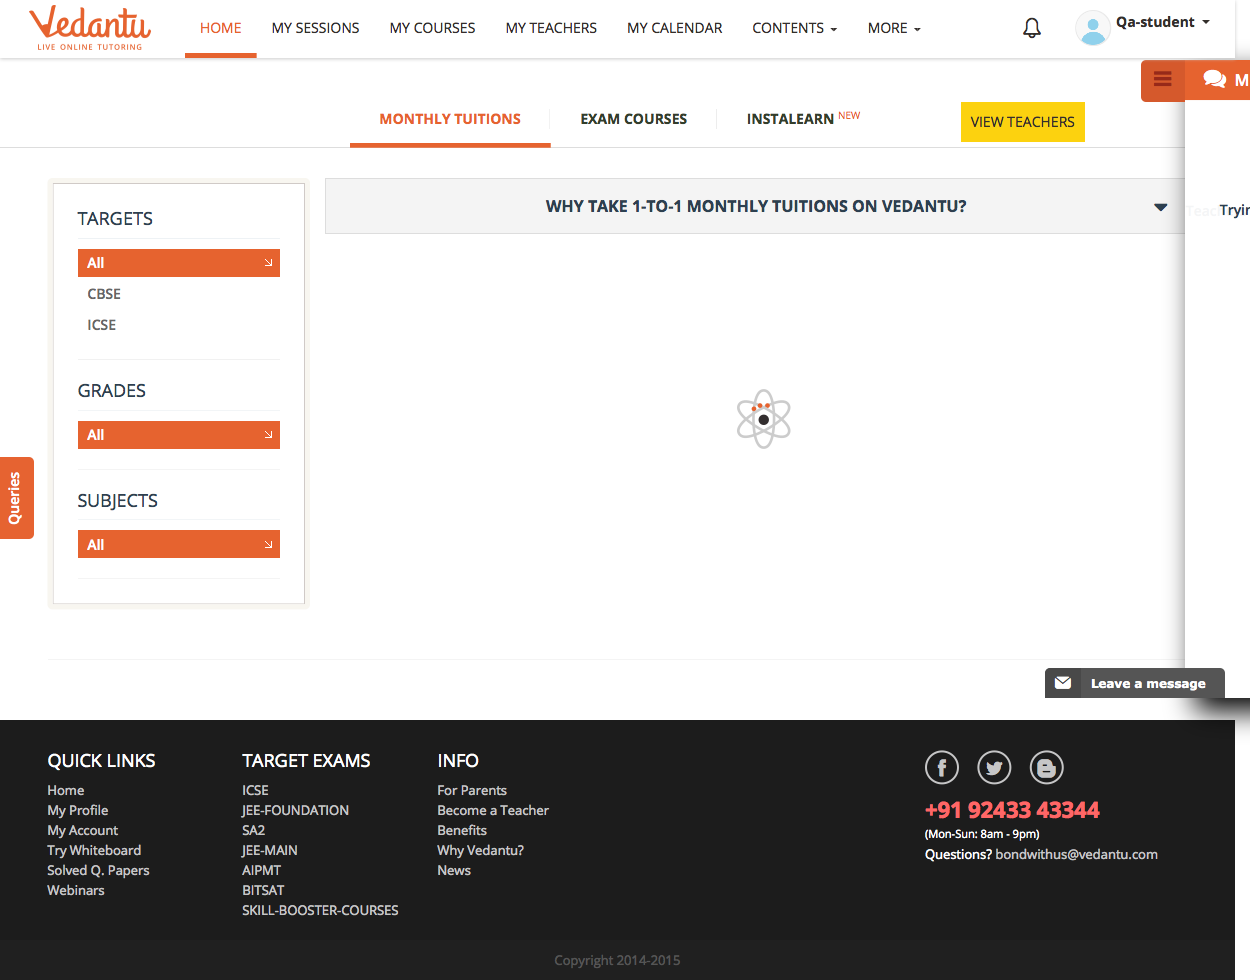 Vedantu
LIVE ONLINE TUTORING
HOME MY SESSIONS MY COURSES MY TEACHERS MY CALENDAR CONTENTS MORE Qa-student
M
MONTHLY TUITIONS EXAM COURSES INSTALEARN NEW VIEW TEACHERS
WHY TAKE 1-TO-1 MONTHLY TUITIONS ON VEDANTU?
Teac Tryin
TARGETS
All
CBSE
ICSE
GRADES
All
SUBJECTS
All
Queries
Leave a message
QUICK LINKS
Home
My Profile
My Account
Try Whiteboard
Solved Q. Papers
Webinars
TARGET EXAMS
ICSE
JEE-FOUNDATION
SA2
JEE-MAIN
AIPMT
BITSAT
SKILL-BOOSTER-COURSES
INFO
For Parents
Become a Teacher
Benefits
Why Vedantu?
News
+91 92433 43344
(Mon-Sun: 8am - 9pm)
Questions? bondwithus@vedantu.com
Copyright 2014-2015